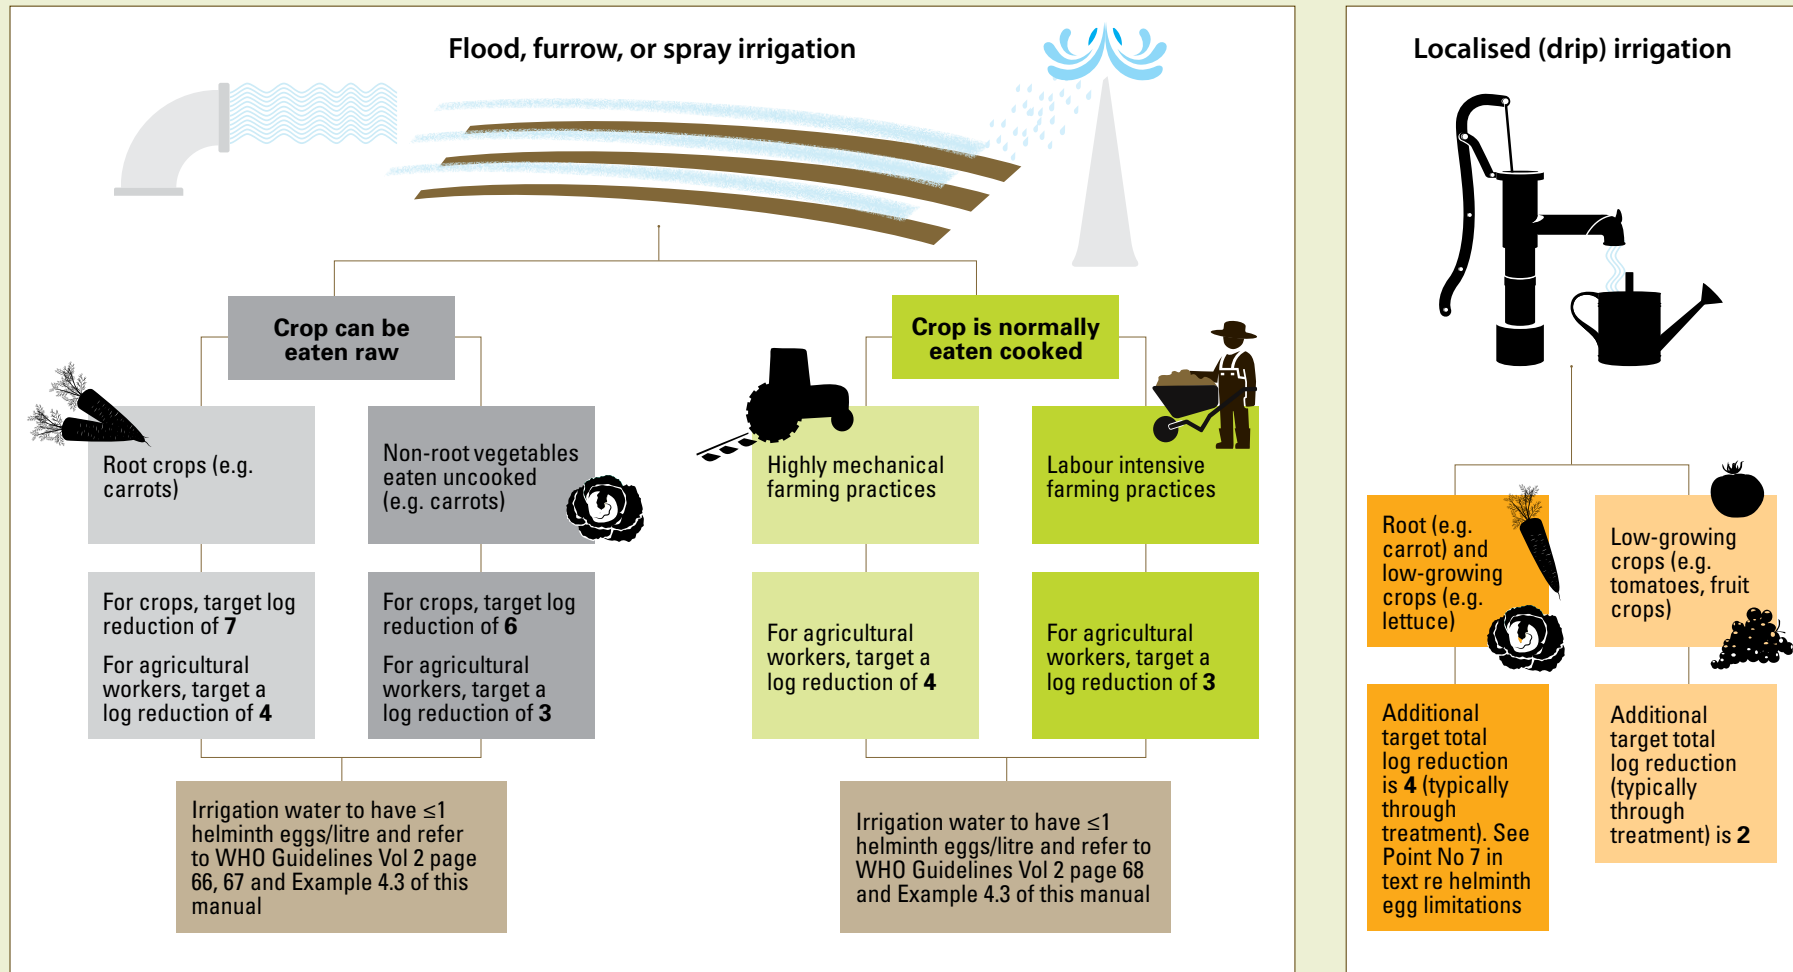 Flood, furrow, or spray irrigation
Crop can be
eaten raw
Root crops (e.g.
carrots)
For crops, target log
reduction of 7
For agricultural
workers, target a
log reduction of 4
Non-root vegetables
eaten uncooked
(e.g. carrots)
For crops, target log
reduction of 6
For agricultural
workers, target a
log reduction of 3
Irrigation water to have ≤1
helminth eggs/litre and refer
to WHO Guidelines Vol 2 page
66, 67 and Example 4.3 of this
manual
Crop is normally
eaten cooked
Highly mechanical
farming practices
For agricultural
workers, target a
log reduction of 4
Labour intensive
farming practices
For agricultural
workers, target a
log reduction of 3
Irrigation water to have ≤1
helminth eggs/litre and refer to
WHO Guidelines Vol 2 page 68
and Example 4.3 of this manual
Localised (drip) irrigation
Root (e.g.
carrot) and
low-growing
crops (e.g.
lettuce)
Additional
target total
log reduction
is 4 (typically
through
treatment). See
Point No 7 in
text re helminth
egg limitations
Low-growing
crops (e.g.
tomatoes, fruit
crops)
Additional
target total
log reduction
(typically
through
treatment) is 2